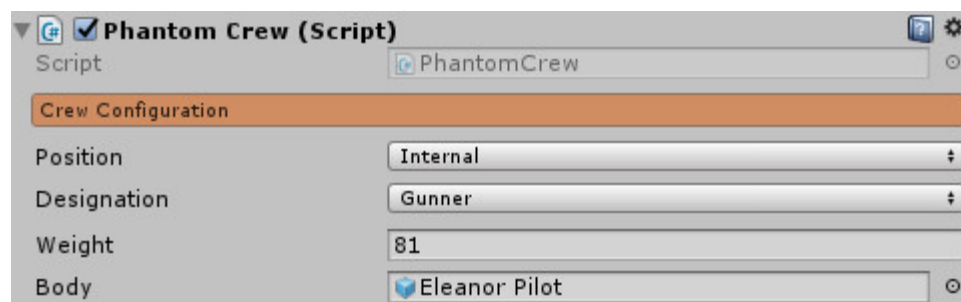 Phantom Crew (Script)
Script PhantomCrew
Crew Configuration
Position Internal
Designation Gunner
Weight 81
Body Eleanor Pilot